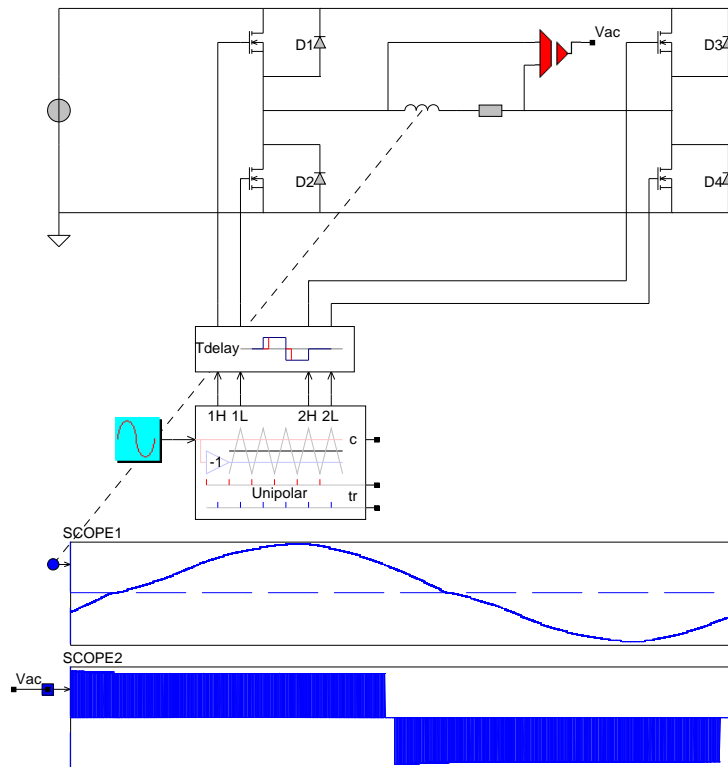 Vac
D1
D3
D2
D4
Tdelay
1H 1L 2H 2L
c
-1
Unipolar
tr
SCOPE1
SCOPE2
Vac